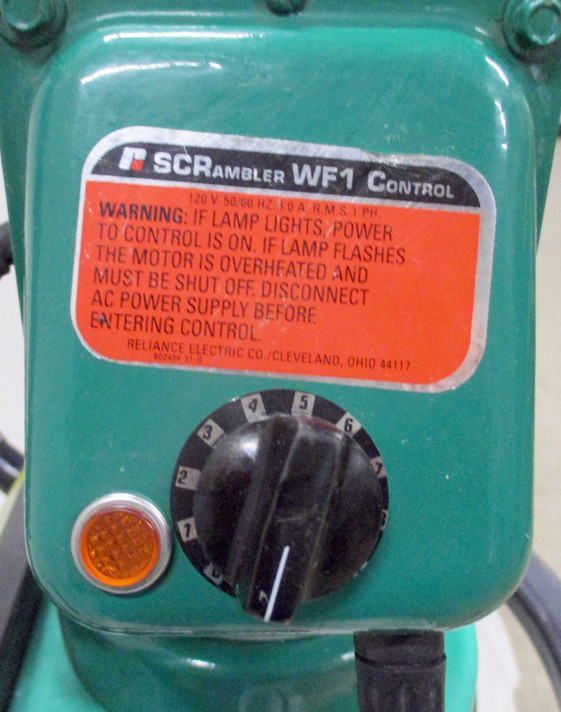 SCRAMBLER WF1 CONTROL
120 V. 50/60 HZ. A. R.M.S. 1 PH.
WARNING: IF LAMP LIGHTS, POWER
TO CONTROL IS ON. IF LAMP FLASHES
THE MOTOR IS OVERHEATED AND
MUST BE SHUT OFF. DISCONNECT
AC POWER SUPPLY BEFORE
ENTERING CONTROL.
RELIANCE ELECTRIC CO./CLEVELAND, OHIO 44117
5
4
6
3
7
2
1
8
0